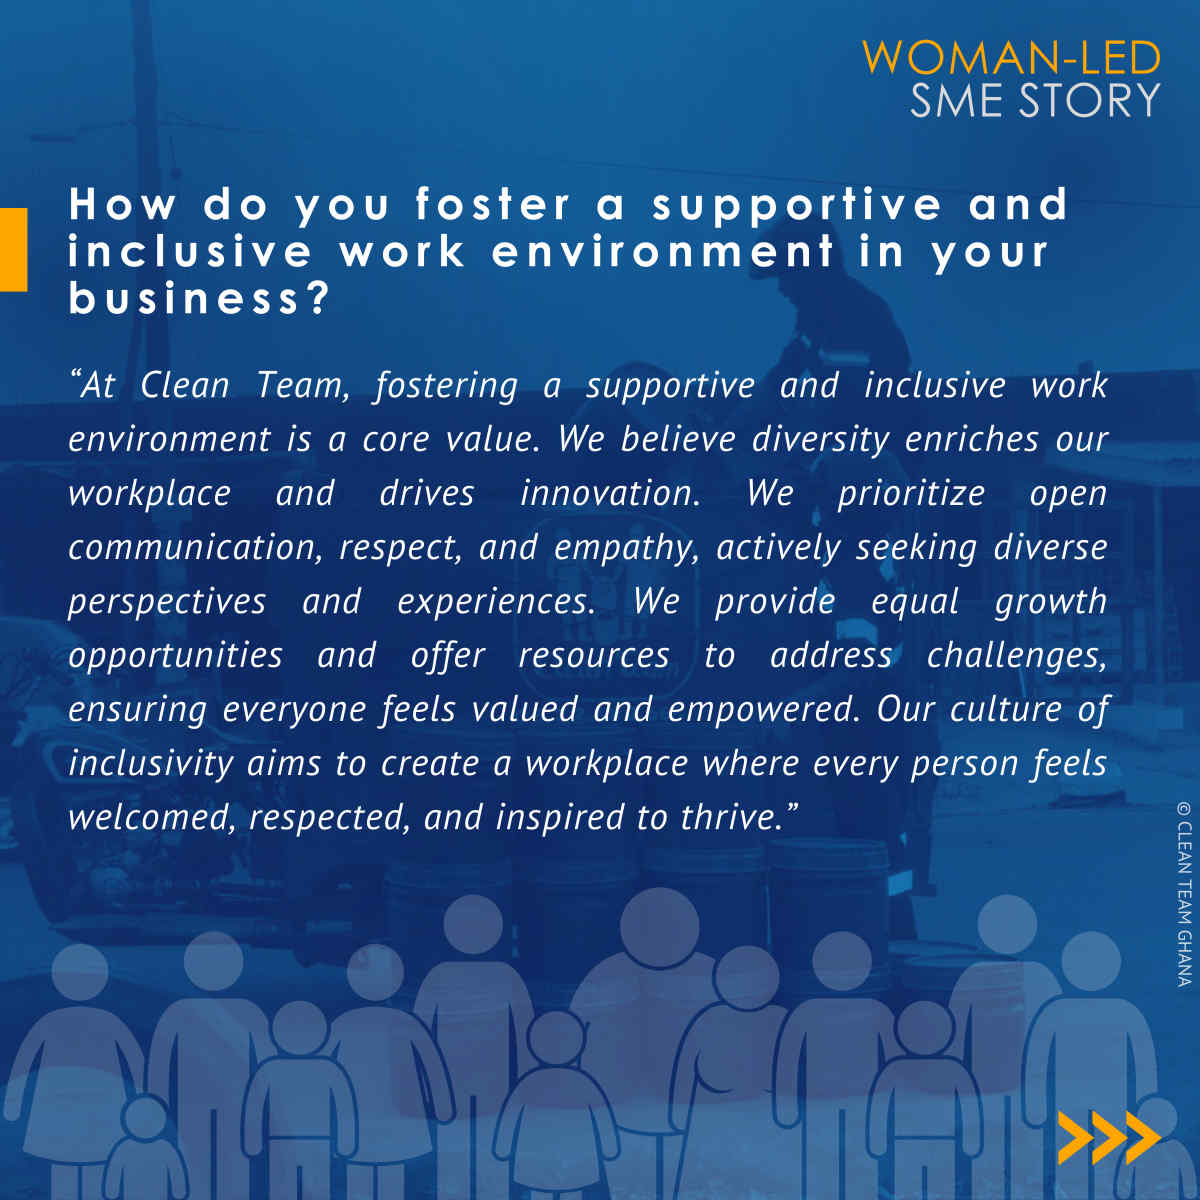 WOMAN-LED
SME STORY
How do you foster a supportive and
inclusive work environment in your
business?
“At Clean Team, fostering a supportive and inclusive work
environment is a core value. We believe diversity enriches our
workplace and drives innovation. We prioritize open
communication, respect, and empathy, actively seeking diverse
perspectives and experiences. We provide equal growth
opportunities and offer resources to address challenges,
ensuring everyone feels valued and empowered. Our culture of
inclusivity aims to create a workplace where every person feels
welcomed, respected, and inspired to thrive.”
© CLEAN TEAM GHANA